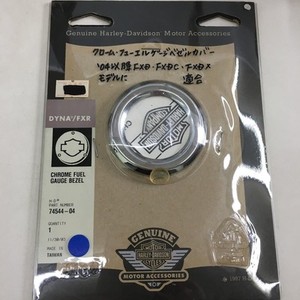 Genuine Harley-Davidson Motor Accessories
クローム・フューエルゲージベゼルカバー
'04以降FXD・FXDC・FXDX
モデルに 適合
DYNA/FXR
CHROME FUEL
GAUGE BEZEL
PART NUMBER
74544-04
QUANTITY
1
MADE IN
TAIWAN
GENUINE
MOTOR ACCESSORIES